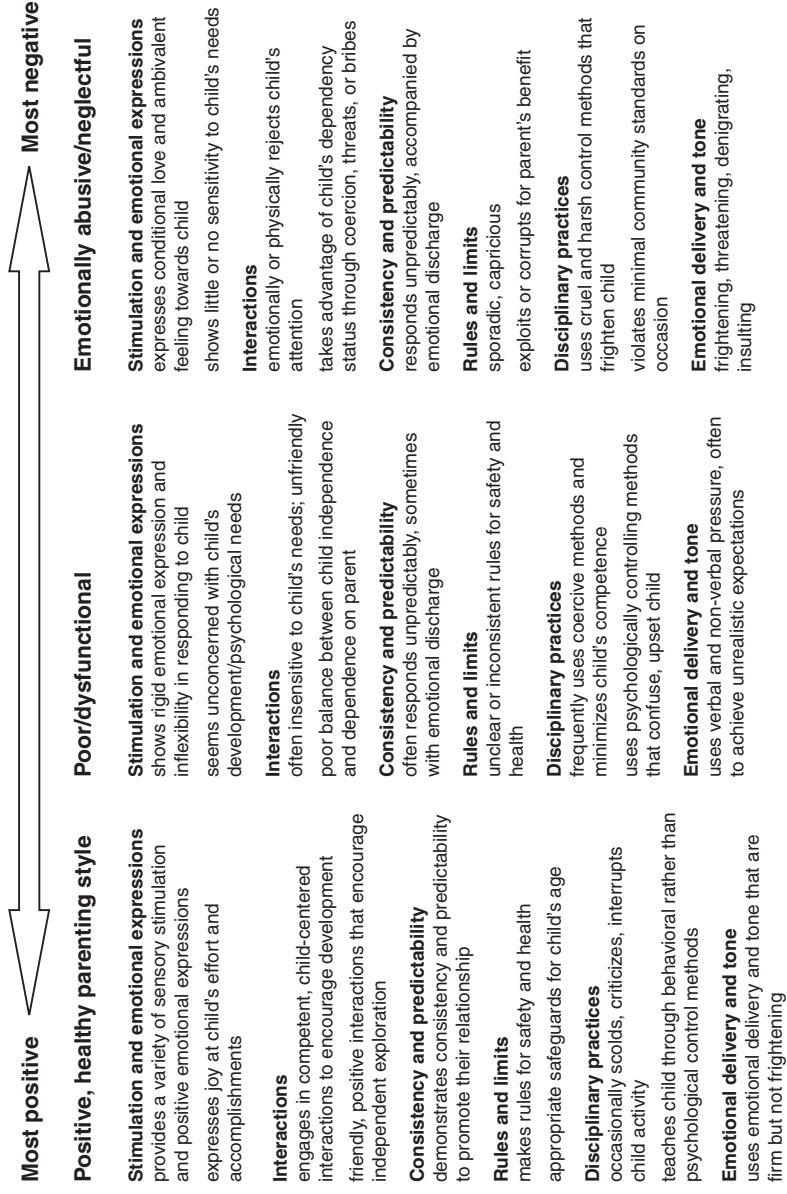 Most positive
Most negative
Positive, healthy parenting style
Stimulation and emotional expressions
provides a variety of sensory stimulation
and positive emotional expressions
expresses joy at child's effort and
accomplishments
Interactions
engages in competent, child-centered
interactions to encourage development
friendly, positive interactions that encourage
independent exploration
Consistency and predictability
demonstrates consistency and predictability
to promote their relationship
Rules and limits
makes rules for safety and health
appropriate safeguards for child's age
Disciplinary practices
occasionally scolds, criticizes, interrupts
child activity
teaches child through behavioral rather than
psychological control methods
Emotional delivery and tone
uses emotional delivery and tone that are
firm but not frightening
Poor/dysfunctional
Stimulation and emotional expressions
shows rigid emotional expression and
inflexibility in responding to child
seems unconcerned with child's
development/psychological needs
Interactions
often insensitive to child's needs; unfriendly
poor balance between child independence
and dependence on parent
Consistency and predictability
often responds unpredictably, sometimes
with emotional discharge
Rules and limits
unclear or inconsistent rules for safety and
health
Disciplinary practices
frequently uses coercive methods and
minimizes child's competence
uses psychologically controlling methods
that confuse, upset child
Emotional delivery and tone
uses verbal and non-verbal pressure, often
to achieve unrealistic expectations
Emotionally abusive/neglectful
Stimulation and emotional expressions
expresses conditional love and ambivalent
feeling towards child
shows little or no sensitivity to child's needs
Interactions
emotionally or physically rejects child's
attention
takes advantage of child's dependency
status through coercion, threats, or bribes
Consistency and predictability
responds unpredictably, accompanied by
emotional discharge
Rules and limits
sporadic, capricious
exploits or corrupts for parent's benefit
Disciplinary practices
uses cruel and harsh control methods that
frighten child
violates minimal community standards on
occasion
Emotional delivery and tone
frightening, threatening, denigrating,
insulting